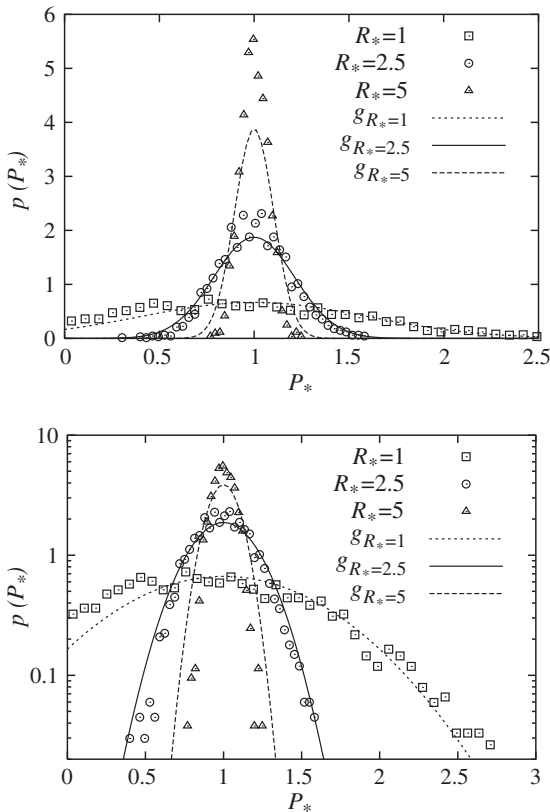 6
5
4
3
2
1
0
p (P*)
R*=1
R*=2.5
R*=5
gR*=1
gR*=2.5
gR*=5
0 0.5 1 1.5 2 2.5
P*
10
1
0.1
p (P*)
R*=1
R*=2.5
R*=5
gR*=1
gR*=2.5
gR*=5
0 0.5 1 1.5 2 2.5 3
P*